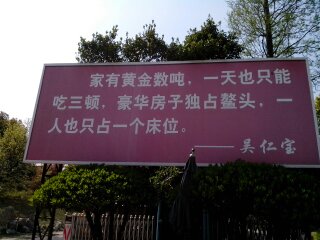 家有黄金数吨，一天也只能
吃三顿，豪华房子独占鳌头，一
人也只占一个床位。
——吴仁宝